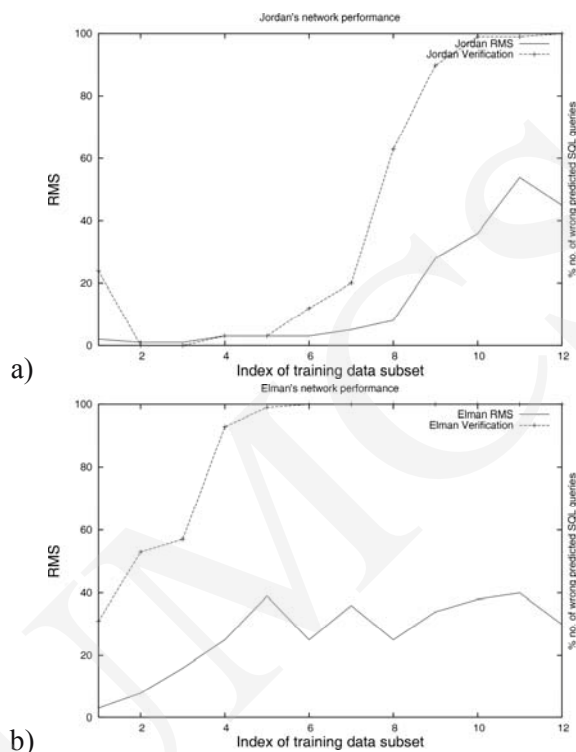 Jordan's network performance
Jordan RMS
Jordan Verification
100
80
60
40
20
0
RMS
% no. of wrong predicted SQL queries
2 4 6 8 10 12
Index of training data subset
a)
Elman's network performance
Elman RMS
Elman Verification
100
80
60
40
20
0
RMS
% no. of wrong predicted SQL queries
2 4 6 8 10 12
Index of training data subset
b)
JMCS